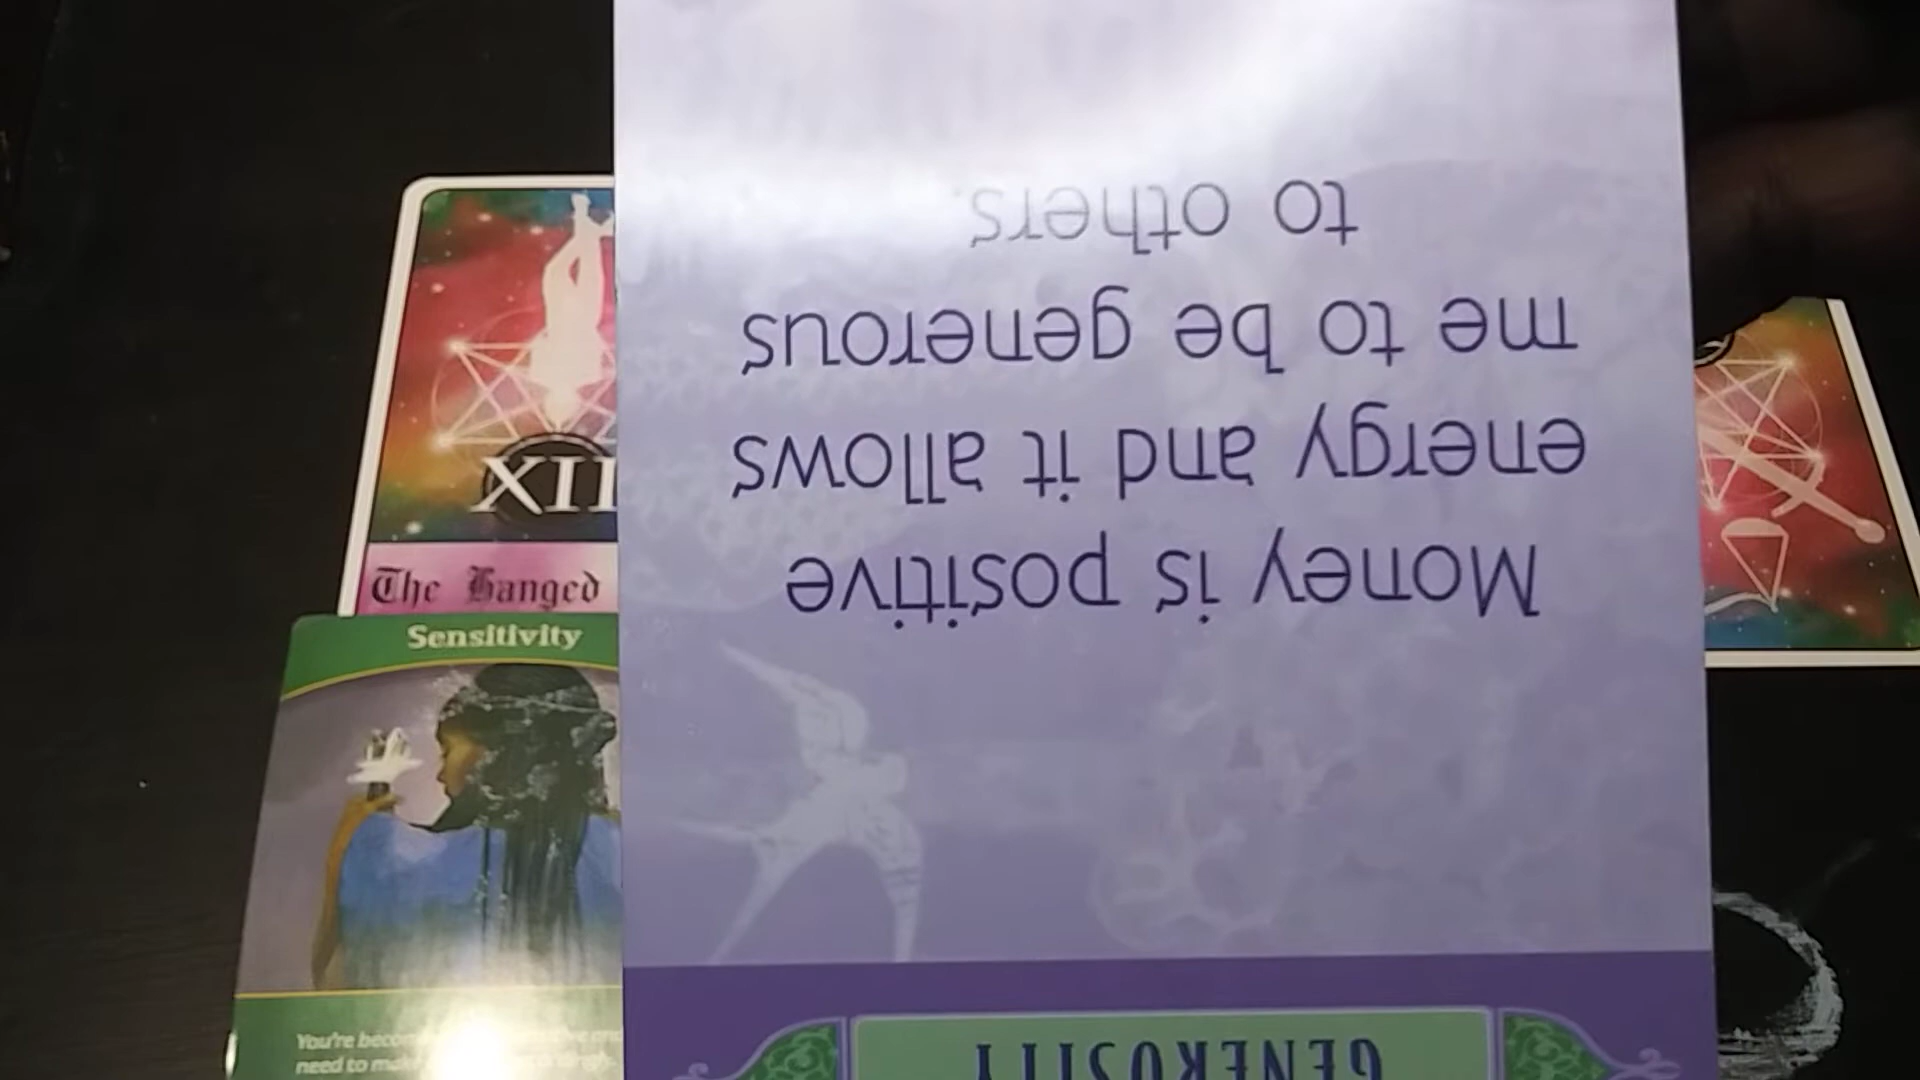 GENEROSITY
Money is positive
energy and it allows
me to be generous
to others.
XII
The Hanged
Sensitivity
You're becom
need to mak